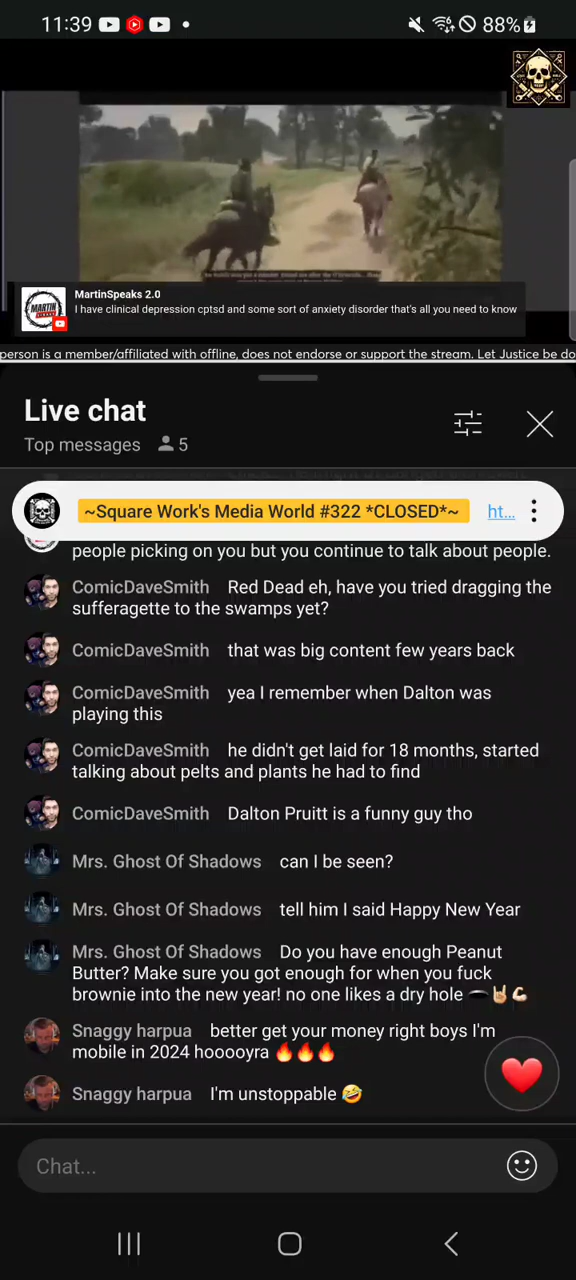 11:39
88%
MARTIN
MartinSpeaks 2.0
I have clinical depression cptsd and some sort of anxiety disorder that's all you need to know
person is a member/affiliated with offline, does not endorse or support the stream. Let Justice be do
Live chat
Top messages 5
~Square Work's Media World #322 *CLOSED*~ ht...
people picking on you but you continue to talk about people.
ComicDaveSmith Red Dead eh, have you tried dragging the
sufferagette to the swamps yet?
ComicDaveSmith that was big content few years back
ComicDaveSmith yea I remember when Dalton was
playing this
ComicDaveSmith he didn't get laid for 18 months, started
talking about pelts and plants he had to find
ComicDaveSmith Dalton Pruitt is a funny guy tho
Mrs. Ghost Of Shadows can I be seen?
Mrs. Ghost Of Shadows tell him I said Happy New Year
Mrs. Ghost Of Shadows Do you have enough Peanut
Butter? Make sure you got enough for when you fuck
brownie into the new year! no one likes a dry hole 🕳️🤘🏼💪🏼
Snaggy harpua better get your money right boys I'm
mobile in 2024 hooooyra 🔥🔥🔥
Snaggy harpua I'm unstoppable 🤣
Chat...